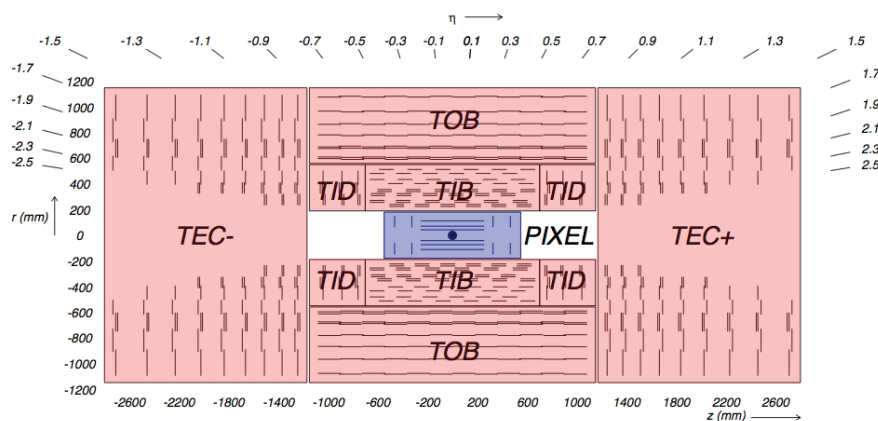 η
-1.5 -1.3 -1.1 -0.9 -0.7 -0.5 -0.3 -0.1 0.1 0.3 0.5 0.7 0.9 1.1 1.3 1.5
-1.7 1200 1.7
-1.9 1000 1.9
-2.1 800 TOB 2.1
-2.3 600 2.3
-2.5 2.5
400 TID TIB TID
r (mm) 200
0 TEC- PIXEL TEC+
-200
-400 TID TIB TID
-600
-800 TOB
-1000
-1200
-2600 -2200 -1800 -1400 -1000 -600 -200 200 600 1000 1400 1800 2200 2600
z (mm)